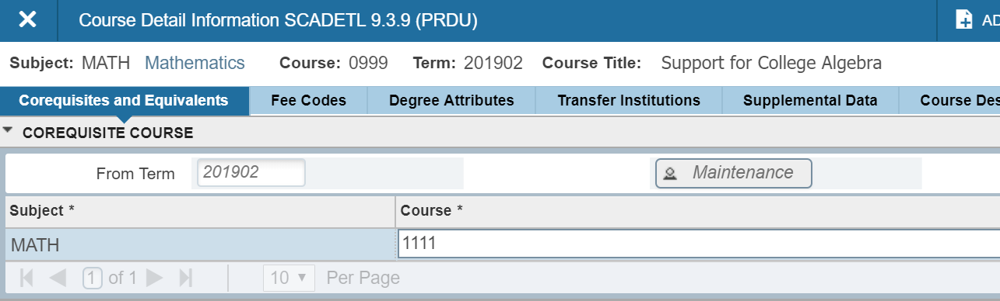 Course Detail Information SCADETL 9.3.9 (PRDU) AD
Subject: MATH Mathematics Course: 0999 Term: 201902 Course Title: Support for College Algebra
Corequisites and Equivalents Fee Codes Degree Attributes Transfer Institutions Supplemental Data Course Des
COREQUISITE COURSE
From Term 201902 Maintenance
Subject * Course *
MATH 1111
1 of 1 10 Per Page